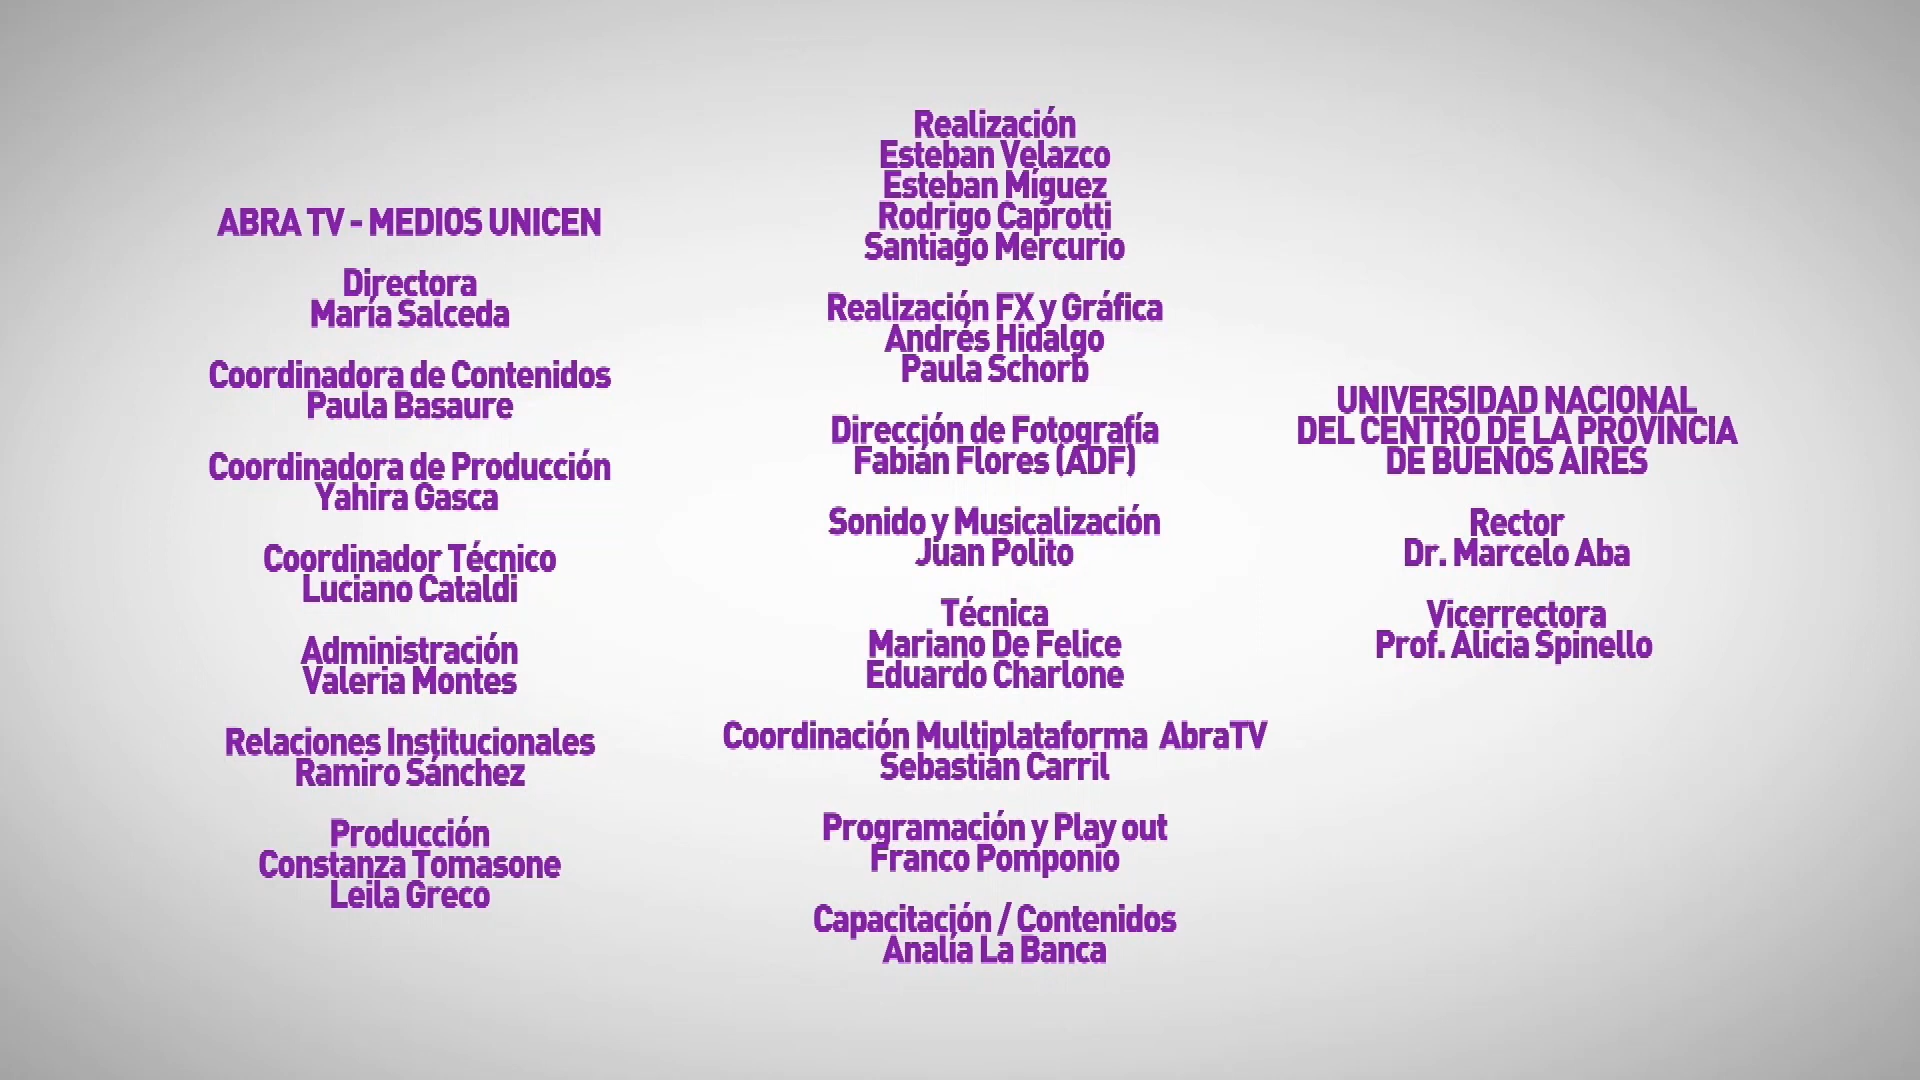 ABRA TV - MEDIOS UNICEN
Directora
María Salceda
Coordinadora de Contenidos
Paula Basaure
Coordinadora de Producción
Yahira Gasca
Coordinador Técnico
Luciano Cataldi
Administración
Valeria Montes
Relaciones Institucionales
Ramiro Sánchez
Producción
Constanza Tomasone
Leila Greco
Realización
Esteban Velazco
Esteban Míguez
Rodrigo Caprotti
Santiago Mercurio
Realización FX y Gráfica
Andrés Hidalgo
Paula Schorb
Dirección de Fotografía
Fabián Flores (ADF)
Sonido y Musicalización
Juan Polito
Técnica
Mariano De Felice
Eduardo Charlone
Coordinación Multiplataforma AbraTV
Sebastián Carril
Programación y Play out
Franco Pomponio
Capacitación / Contenidos
Analía La Banca
UNIVERSIDAD NACIONAL
DEL CENTRO DE LA PROVINCIA
DE BUENOS AIRES
Rector
Dr. Marcelo Aba
Vicerrectora
Prof. Alicia Spinello